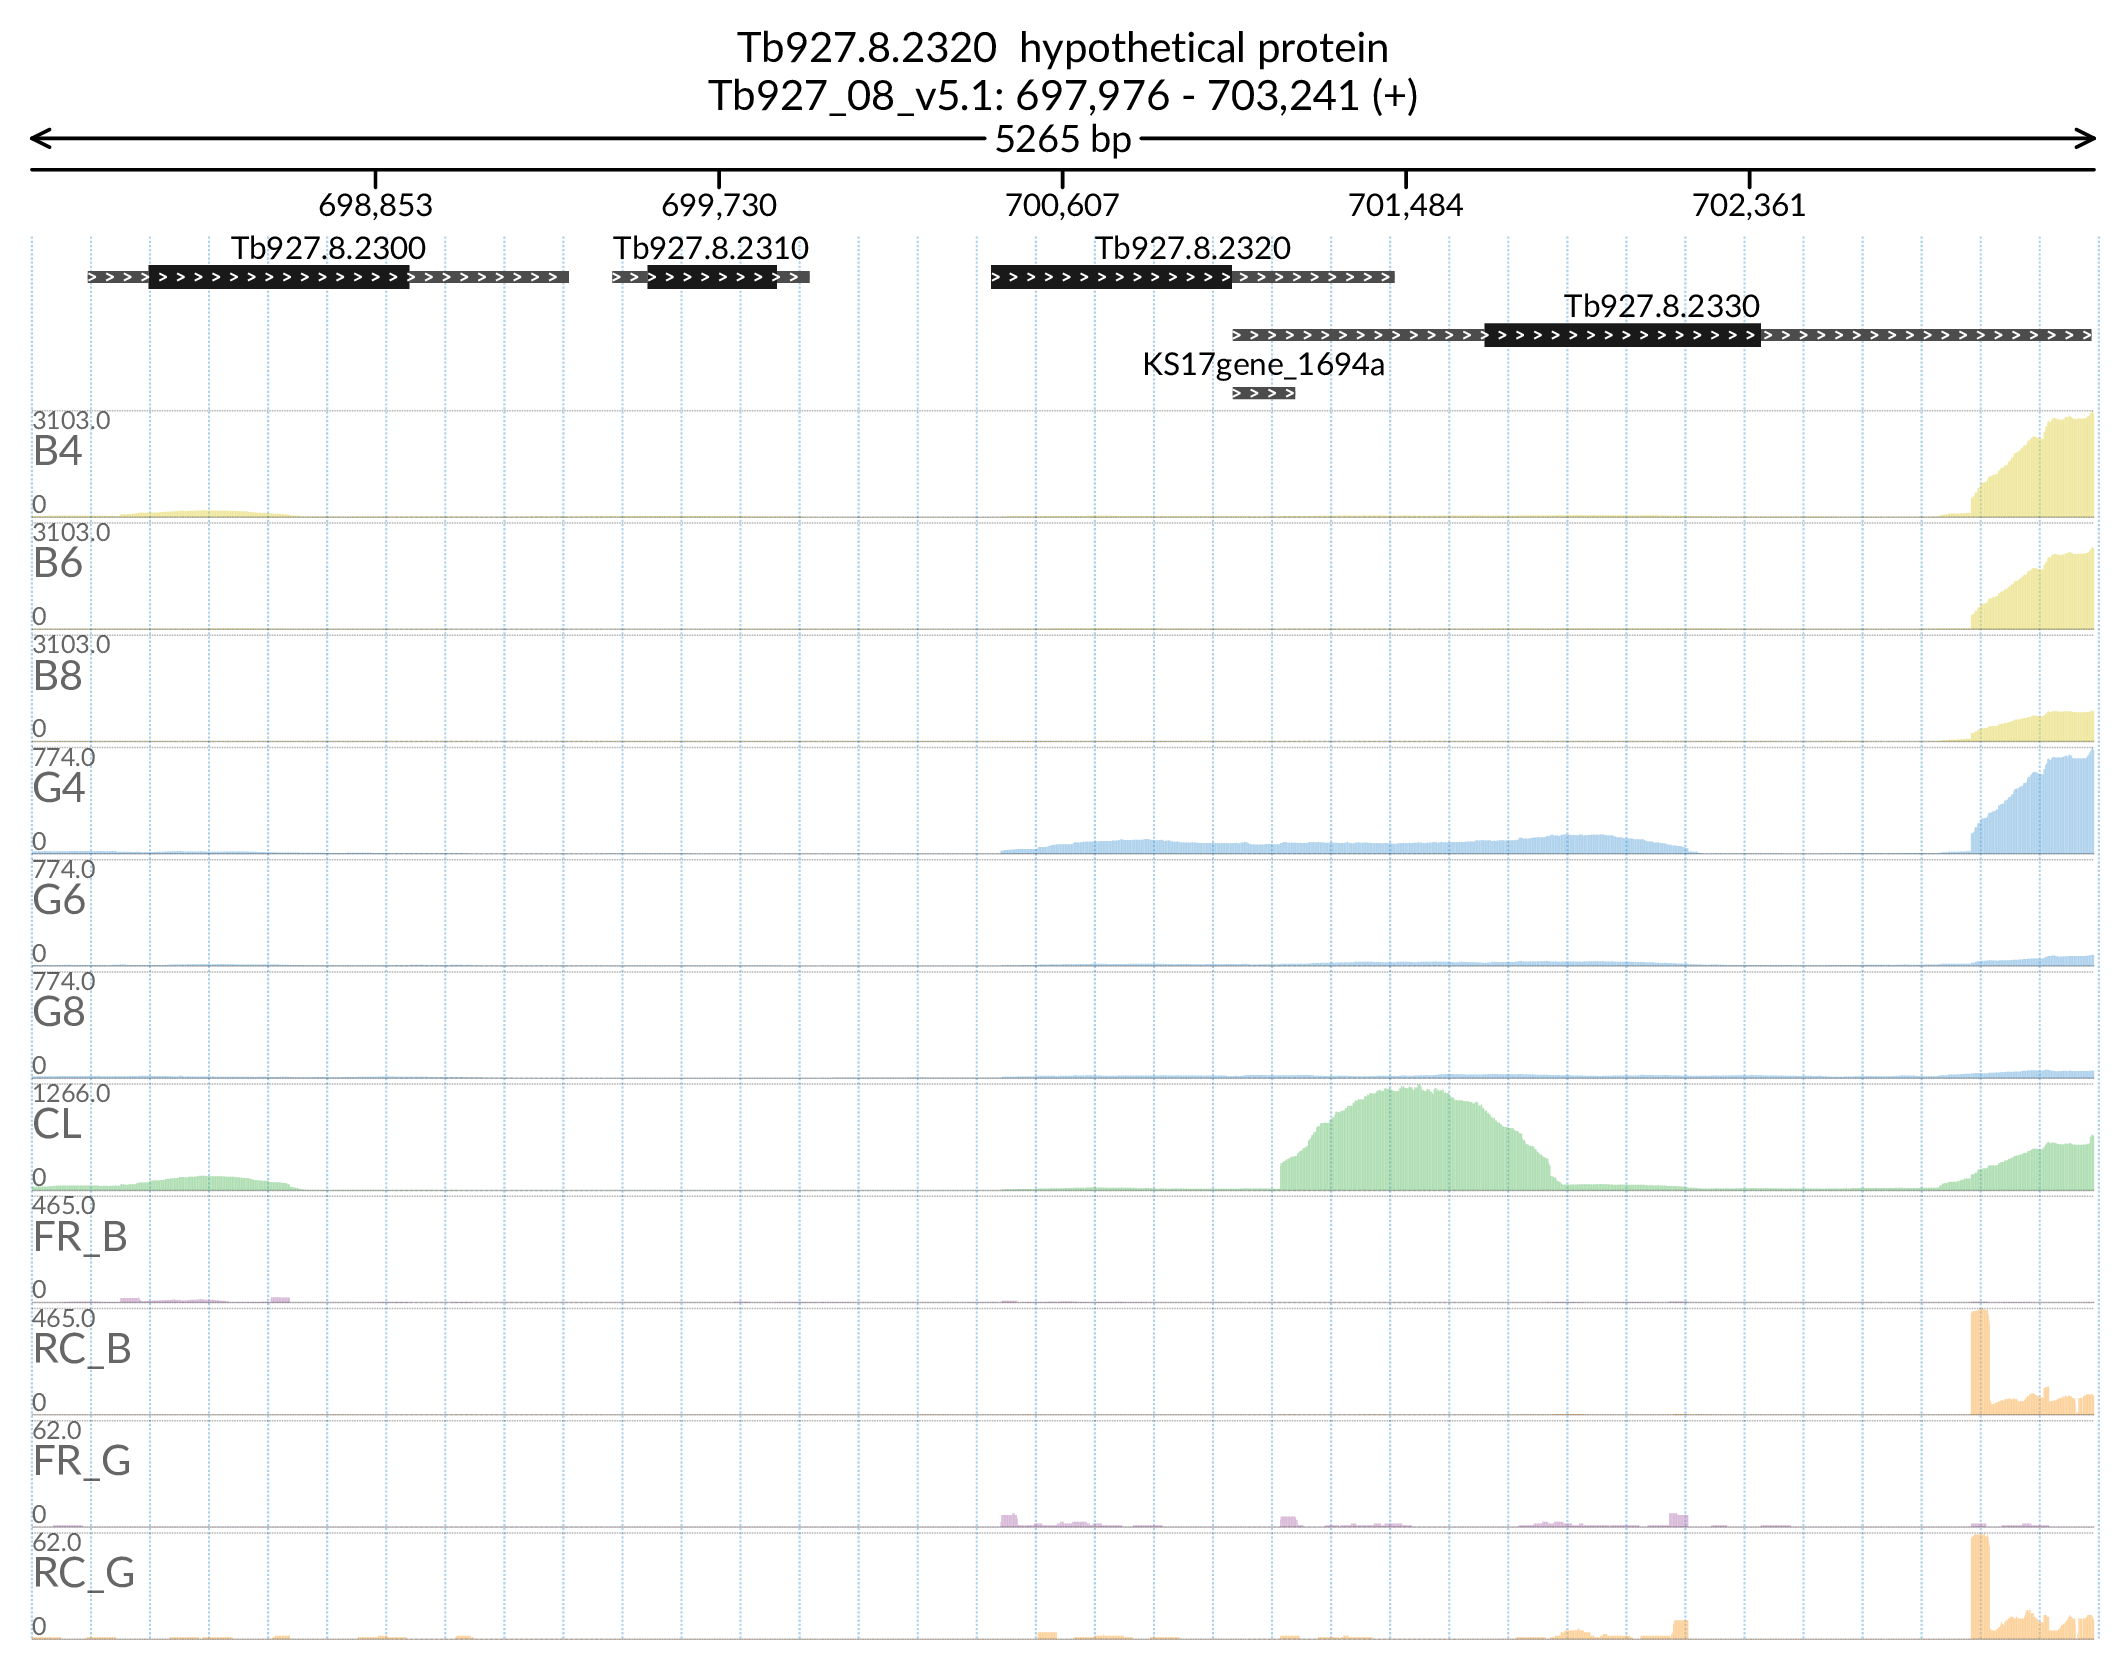 Tb927.8.2320  hypothetical protein
Tb927_08_v5.1: 697,976 - 703,241 (+)
5265 bp
698,853 699,730 700,607 701,484 702,361
Tb927.8.2300 Tb927.8.2310 Tb927.8.2320
Tb927.8.2330
KS17gene_1694a
3103.0
B4
0
3103.0
B6
0
3103.0
B8
0
774.0
G4
0
774.0
G6
0
774.0
G8
0
1266.0
CL
0
465.0
FR_B
0
465.0
RC_B
0
62.0
FR_G
0
62.0
RC_G
0